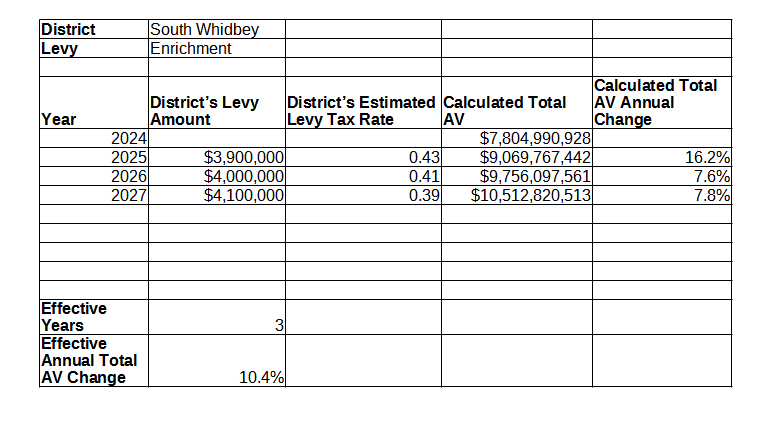 District South Whidbey
Levy Enrichment
Year District’s Levy Amount District’s Estimated Levy Tax Rate Calculated Total AV Calculated Total AV Annual Change
2024 $7,804,990,928
2025 $3,900,000 0.43 $9,069,767,442 16.2%
2026 $4,000,000 0.41 $9,756,097,561 7.6%
2027 $4,100,000 0.39 $10,512,820,513 7.8%
Effective
Years 3
Effective
Annual Total
AV Change 10.4%